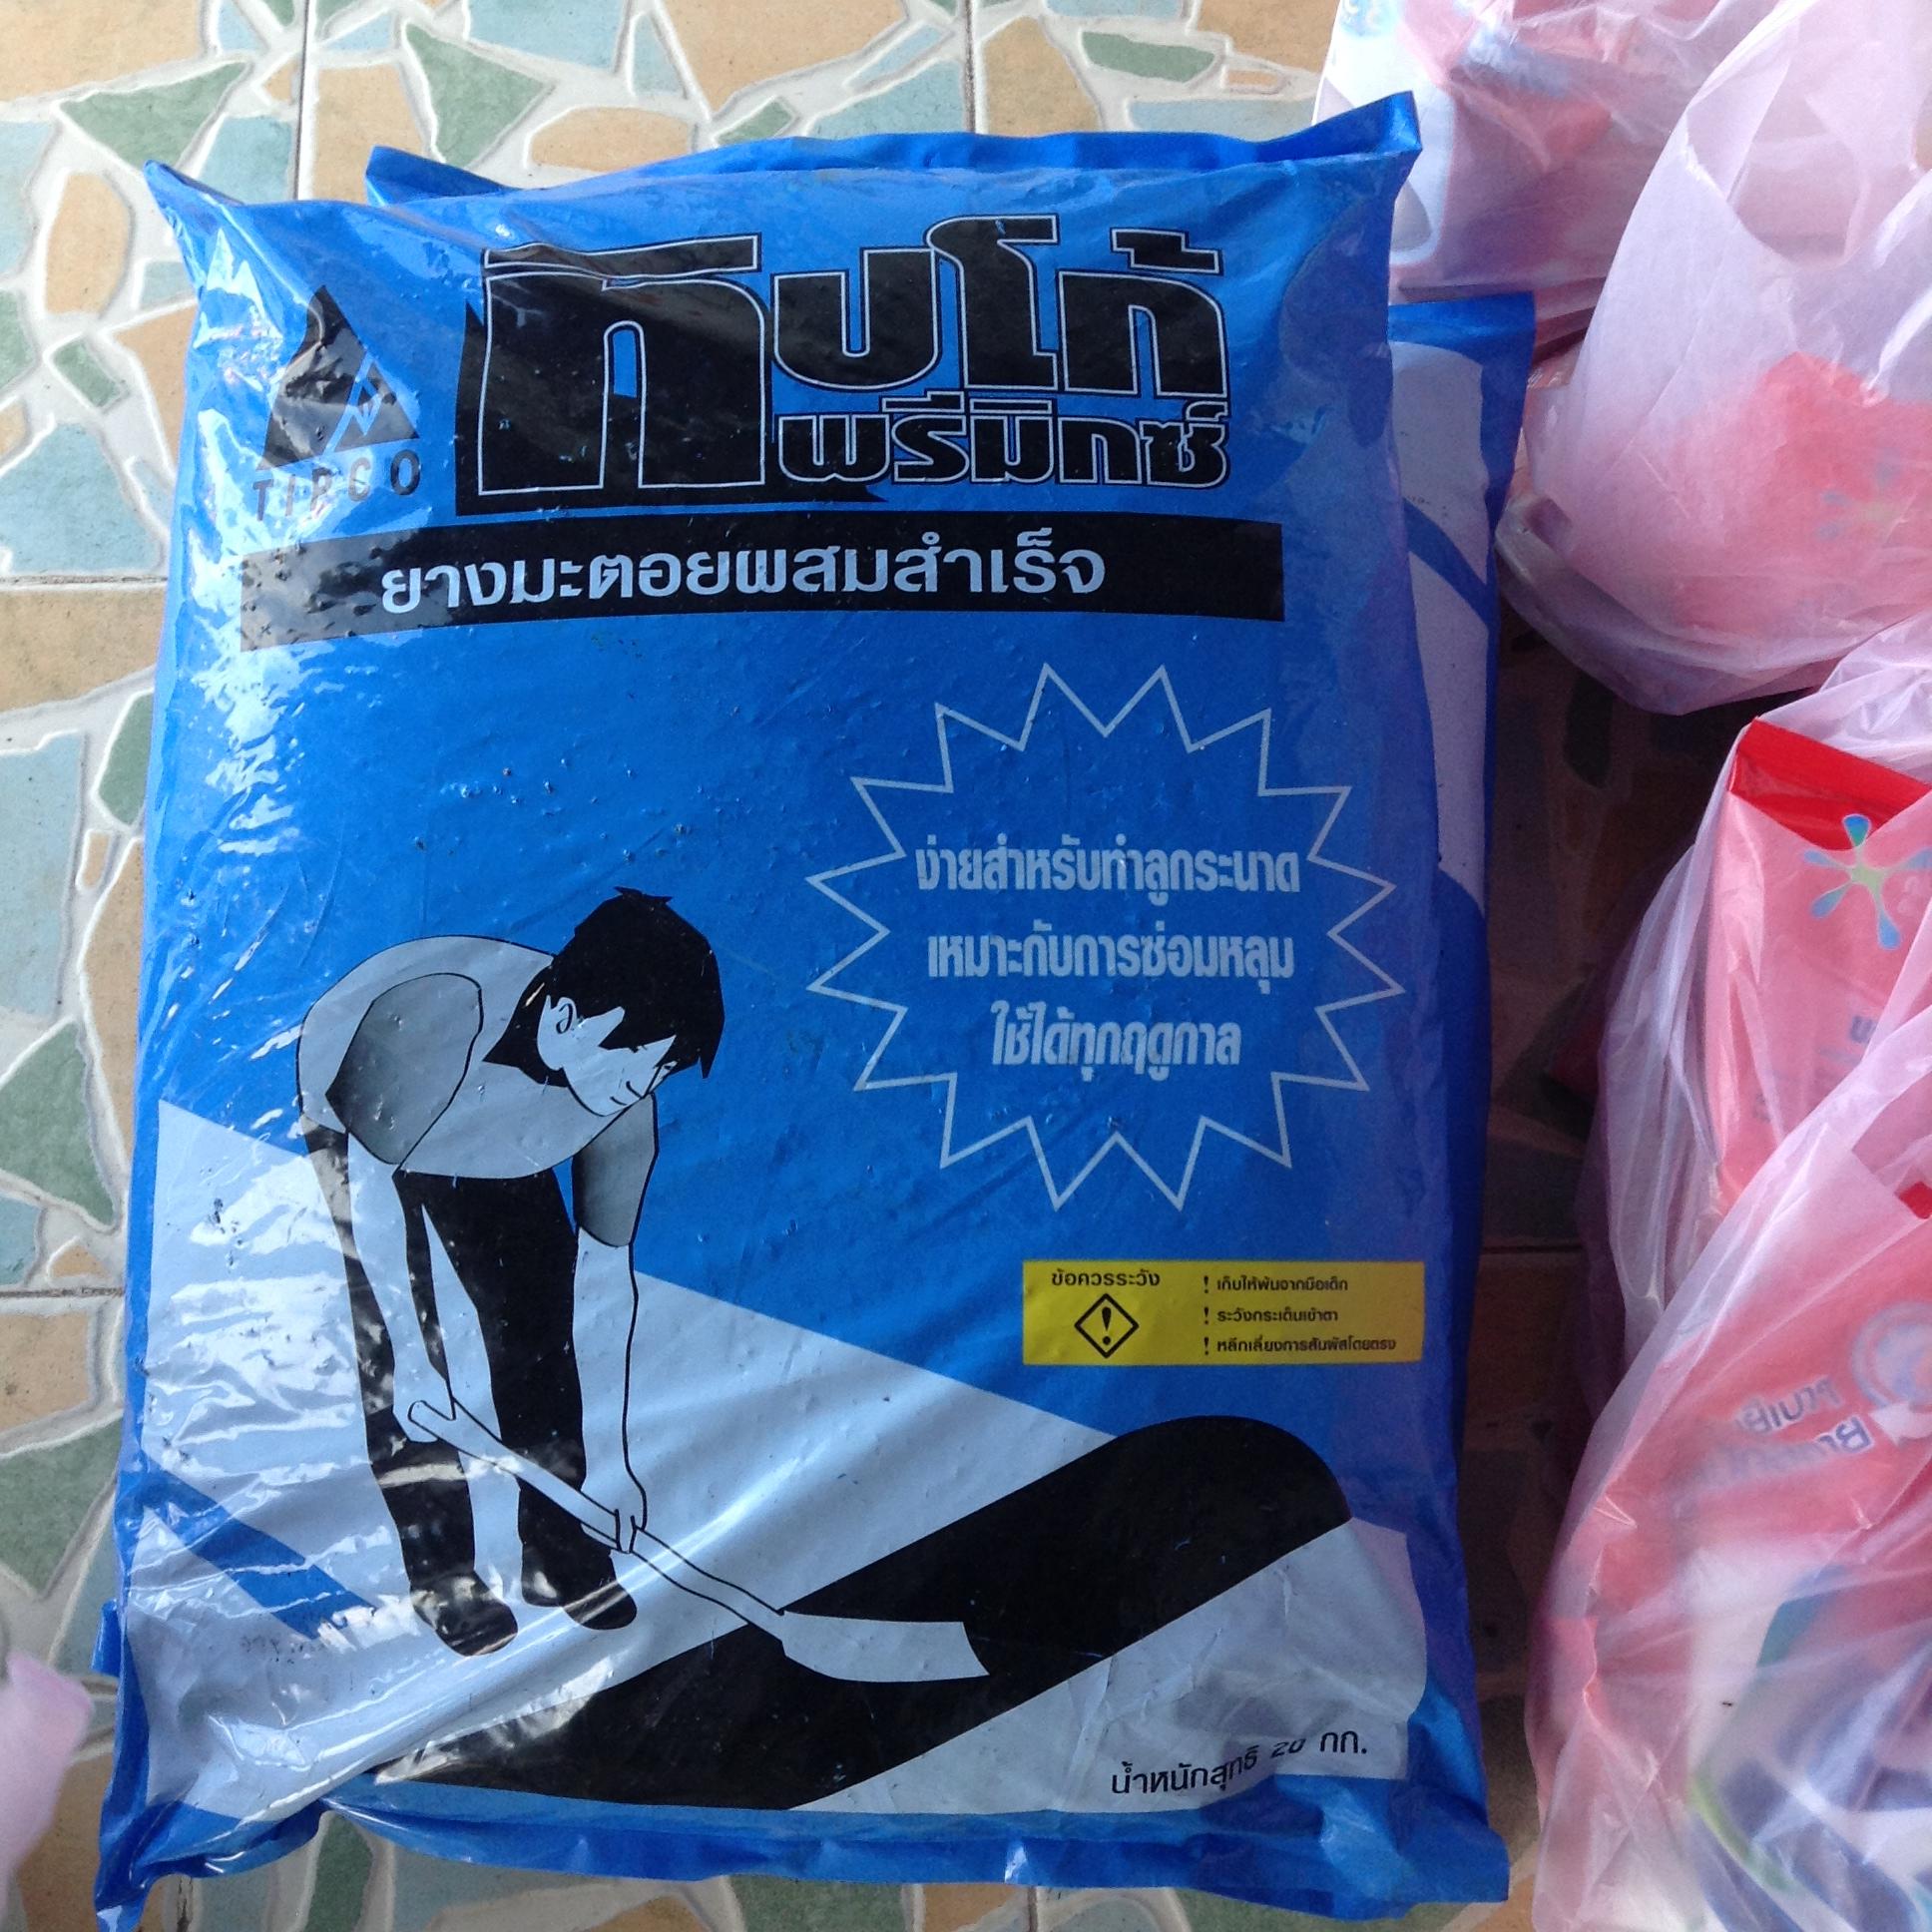 ทิปโก้
พรีมิกซ์
TIPCO
ยางมะตอยผสมสำเร็จ
ง่ายสำหรับทำลูกระนาด
เหมาะกับการซ่อมหลุม
ใช้ได้ทุกฤดูกาล
ข้อควรระวัง
! เก็บให้พ้นจากมือเด็ก
! ระวังกระเด็นเข้าตา
! หลีกเลี่ยงการสัมผัสโดยตรง
น้ำหนักสุทธิ 20 กก.